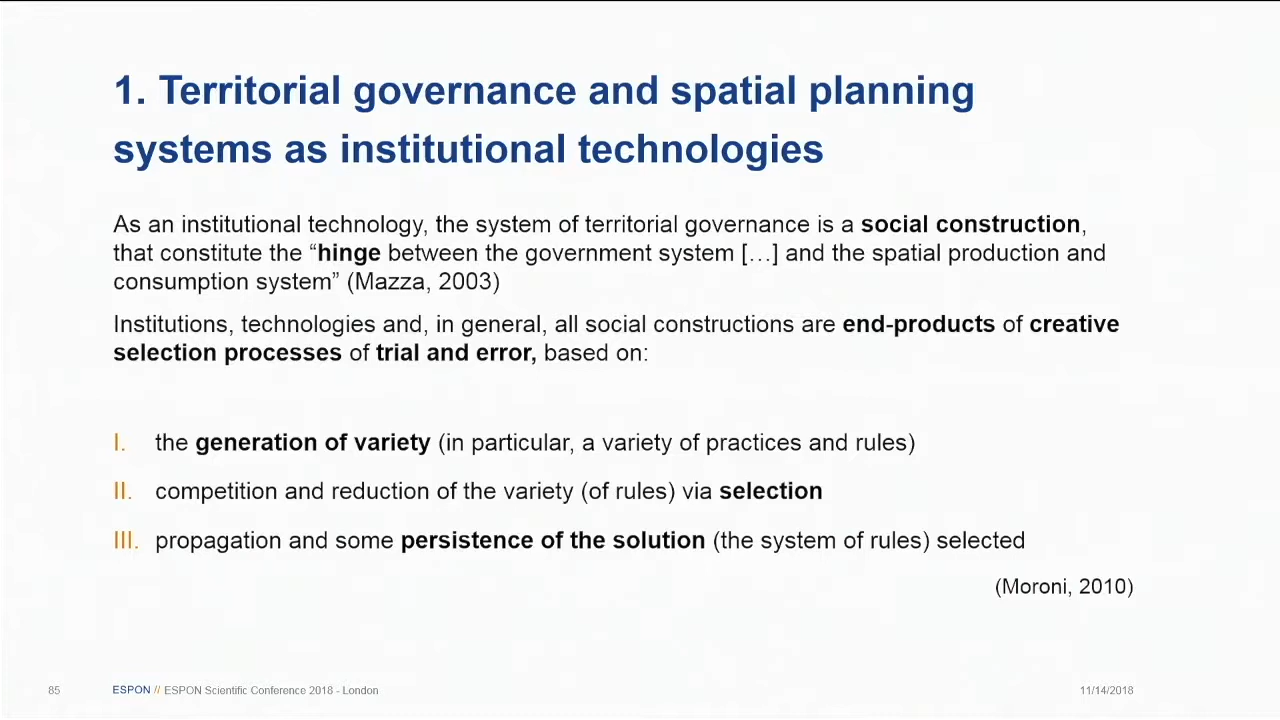 1. Territorial governance and spatial planning
systems as institutional technologies
As an institutional technology, the system of territorial governance is a social construction,
that constitute the “hinge between the government system […] and the spatial production and
consumption system” (Mazza, 2003)
Institutions, technologies and, in general, all social constructions are end-products of creative
selection processes of trial and error, based on:
I. the generation of variety (in particular, a variety of practices and rules)
II. competition and reduction of the variety (of rules) via selection
III. propagation and some persistence of the solution (the system of rules) selected
(Moroni, 2010)
85 ESPON // ESPON Scientific Conference 2018 - London 11/14/2018